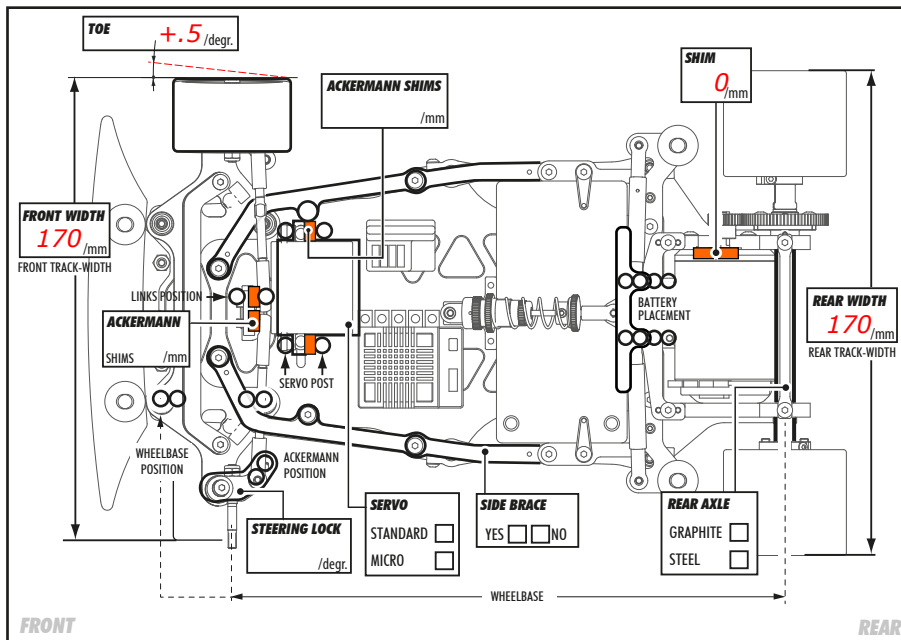 TOE
+.5 /degr.
ACKERMANN SHIMS
/mm
SHIM
0/mm
FRONT WIDTH
170 /mm
FRONT TRACK-WIDTH
LINKS POSITION
ACKERMANN
SHIMS /mm
SERVO POST
BATTERY
PLACEMENT
REAR WIDTH
170 /mm
REAR TRACK-WIDTH
WHEELBASE
POSITION
ACKERMANN
POSITION
STEERING LOCK
/degr.
SERVO
STANDARD
MICRO
SIDE BRACE
YES NO
REAR AXLE
GRAPHITE
STEEL
WHEELBASE
FRONT
REAR